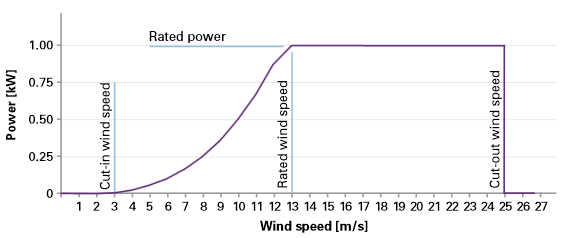 Rated power
1.00
0.75
0.50
0.25
0
Power [kW]
Cut-in wind speed
Rated wind speed
Cut-out wind speed
1 2 3 4 5 6 7 8 9 10 11 12 13 14 15 16 17 18 19 20 21 22 23 24 25 26 27
Wind speed [m/s]